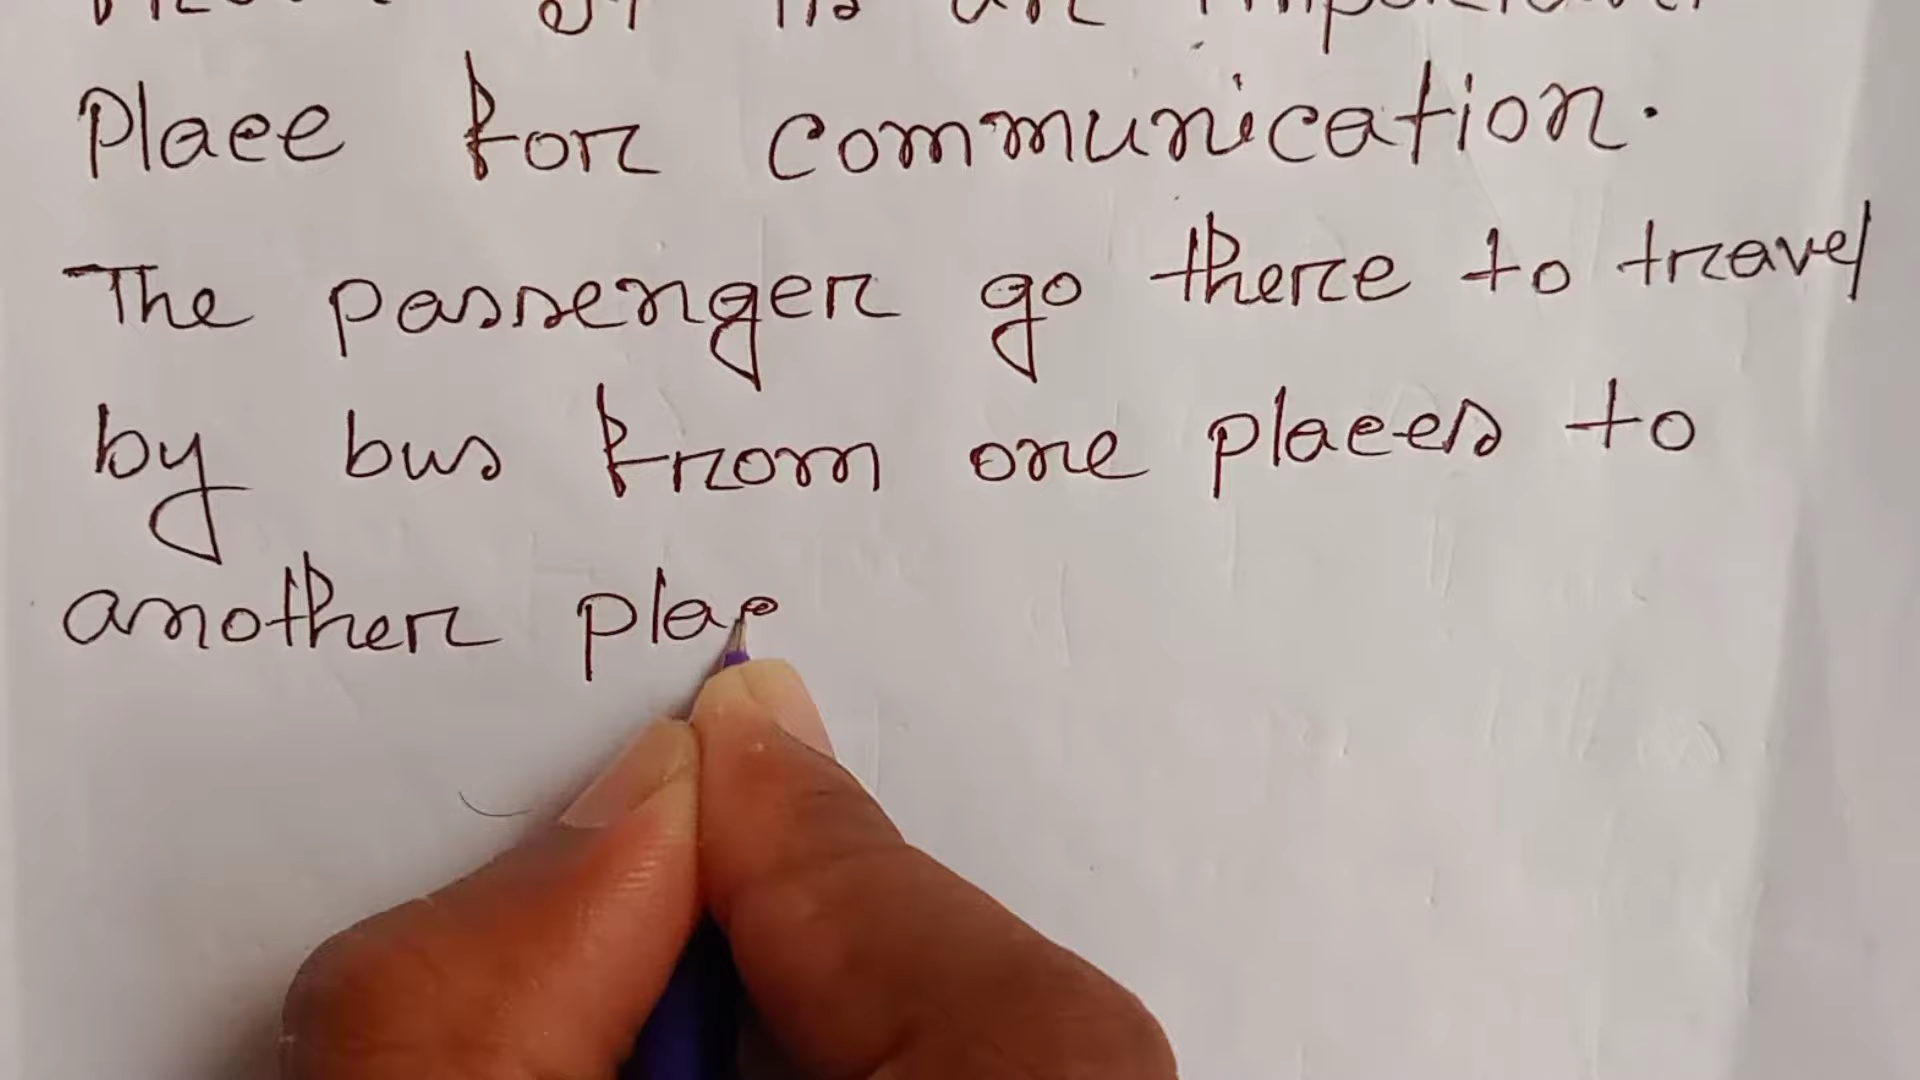 Place for communication.
The passenger go there to travel
by bus from one places to
another plac